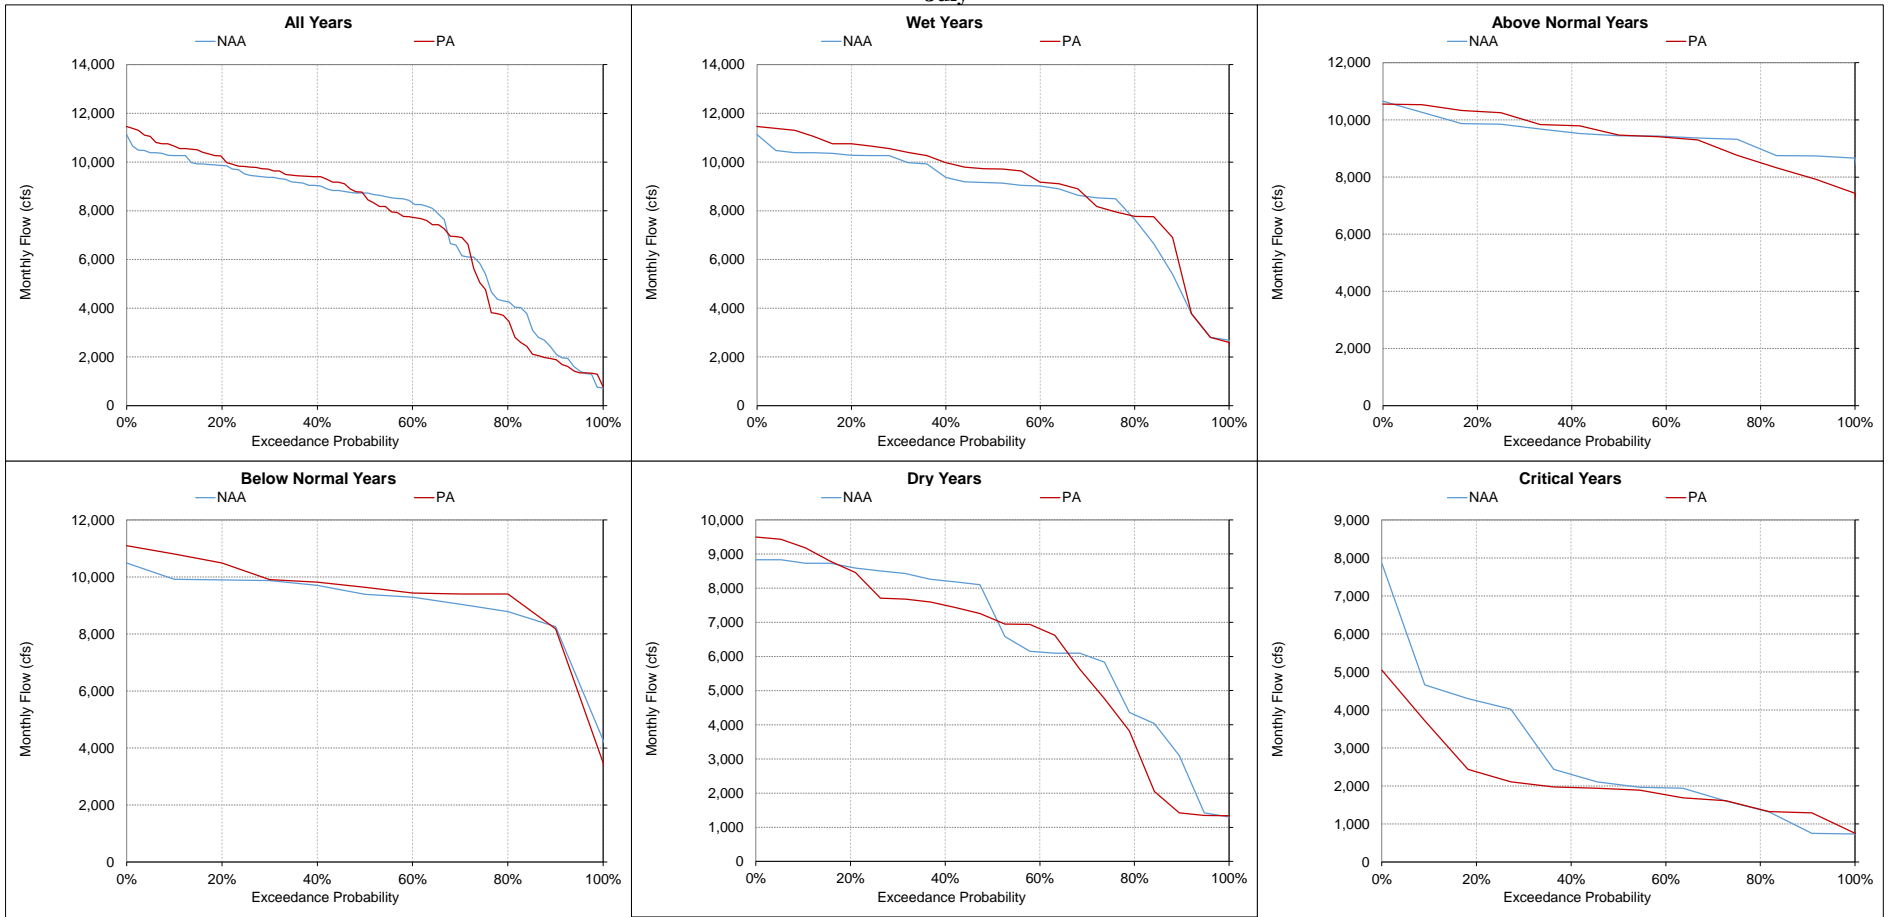 July
All Years
NAA PA
14,000
12,000
10,000
8,000
6,000
4,000
2,000
0
Monthly Flow (cfs)
0% 20% 40% 60% 80% 100%
Exceedance Probability
Wet Years
NAA PA
14,000
12,000
10,000
8,000
6,000
4,000
2,000
0
Monthly Flow (cfs)
0% 20% 40% 60% 80% 100%
Exceedance Probability
Above Normal Years
NAA PA
12,000
10,000
8,000
6,000
4,000
2,000
0
Monthly Flow (cfs)
0% 20% 40% 60% 80% 100%
Exceedance Probability
Below Normal Years
NAA PA
12,000
10,000
8,000
6,000
4,000
2,000
0
Monthly Flow (cfs)
0% 20% 40% 60% 80% 100%
Exceedance Probability
Dry Years
NAA PA
10,000
9,000
8,000
7,000
6,000
5,000
4,000
3,000
2,000
1,000
0
Monthly Flow (cfs)
0% 20% 40% 60% 80% 100%
Exceedance Probability
Critical Years
NAA PA
9,000
8,000
7,000
6,000
5,000
4,000
3,000
2,000
1,000
0
Monthly Flow (cfs)
0% 20% 40% 60% 80% 100%
Exceedance Probability